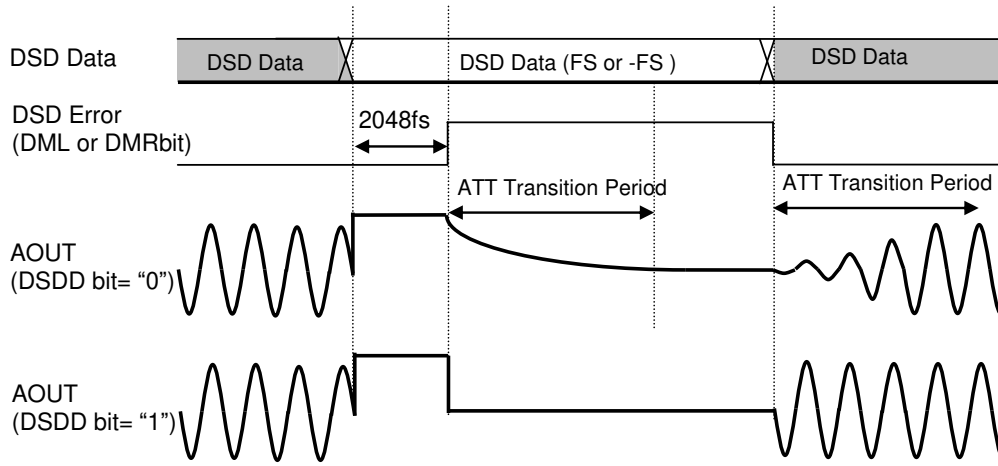 DSD Data
DSD Data
DSD Data (FS or -FS )
DSD Data
DSD Error
(DML or DMRbit)
2048fs
ATT Transition Period
ATT Transition Period
AOUT
(DSDD bit= “0”)
AOUT
(DSDD bit= “1”)